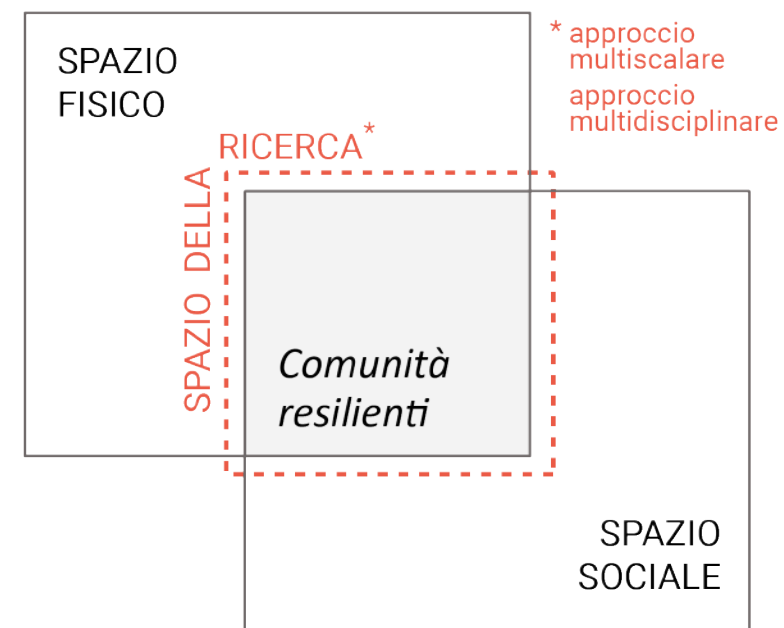 SPAZIO
FISICO
* approccio
multiscalare
approccio
multidisciplinare
SPAZIO DELLA
RICERCA*
Comunità
resilienti
SPAZIO
SOCIALE